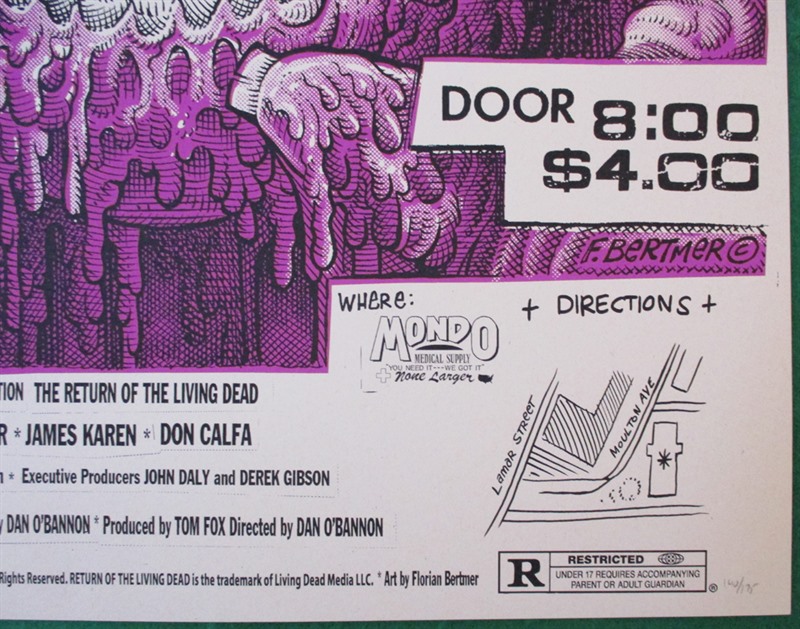 DOOR 8:00
$4.00
F. BERTMER ©
WHERE:
MONDO
MEDICAL SUPPLY
YOU NEED IT---WE GOT IT
None Larger
+ DIRECTIONS +
LAMAR STREET
MOULTON AVE
TION THE RETURN OF THE LIVING DEAD
R * JAMES KAREN * DON CALFA
n * Executive Producers JOHN DALY and DEREK GIBSON
y DAN O'BANNON * Produced by TOM FOX Directed by DAN O'BANNON
Rights Reserved. RETURN OF THE LIVING DEAD is the trademark of Living Dead Media LLC. * Art by Florian Bertmer
R RESTRICTED
UNDER 17 REQUIRES ACCOMPANYING
PARENT OR ADULT GUARDIAN
®